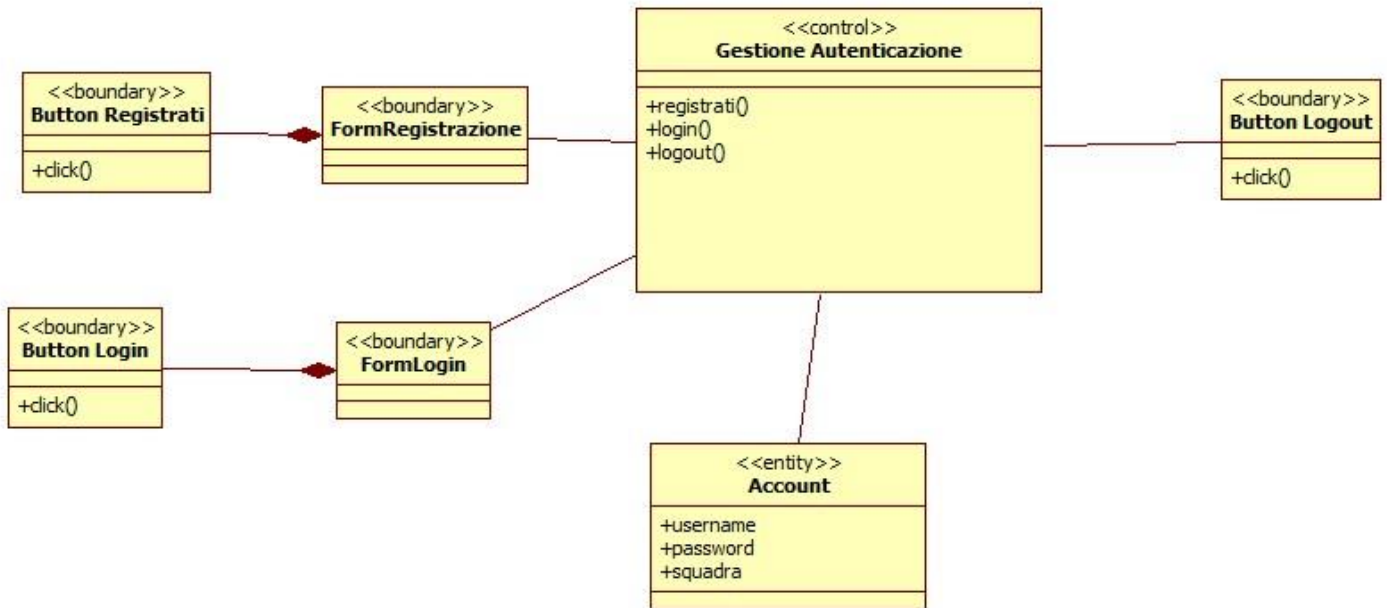 <<control>>
Gestione Autenticazione
+registrati()
+login()
+logout()
<<boundary>>
Button Registrati
+click()
<<boundary>>
FormRegistrazione
<<boundary>>
Button Logout
+click()
<<boundary>>
Button Login
+click()
<<boundary>>
FormLogin
<<entity>>
Account
+username
+password
+squadra